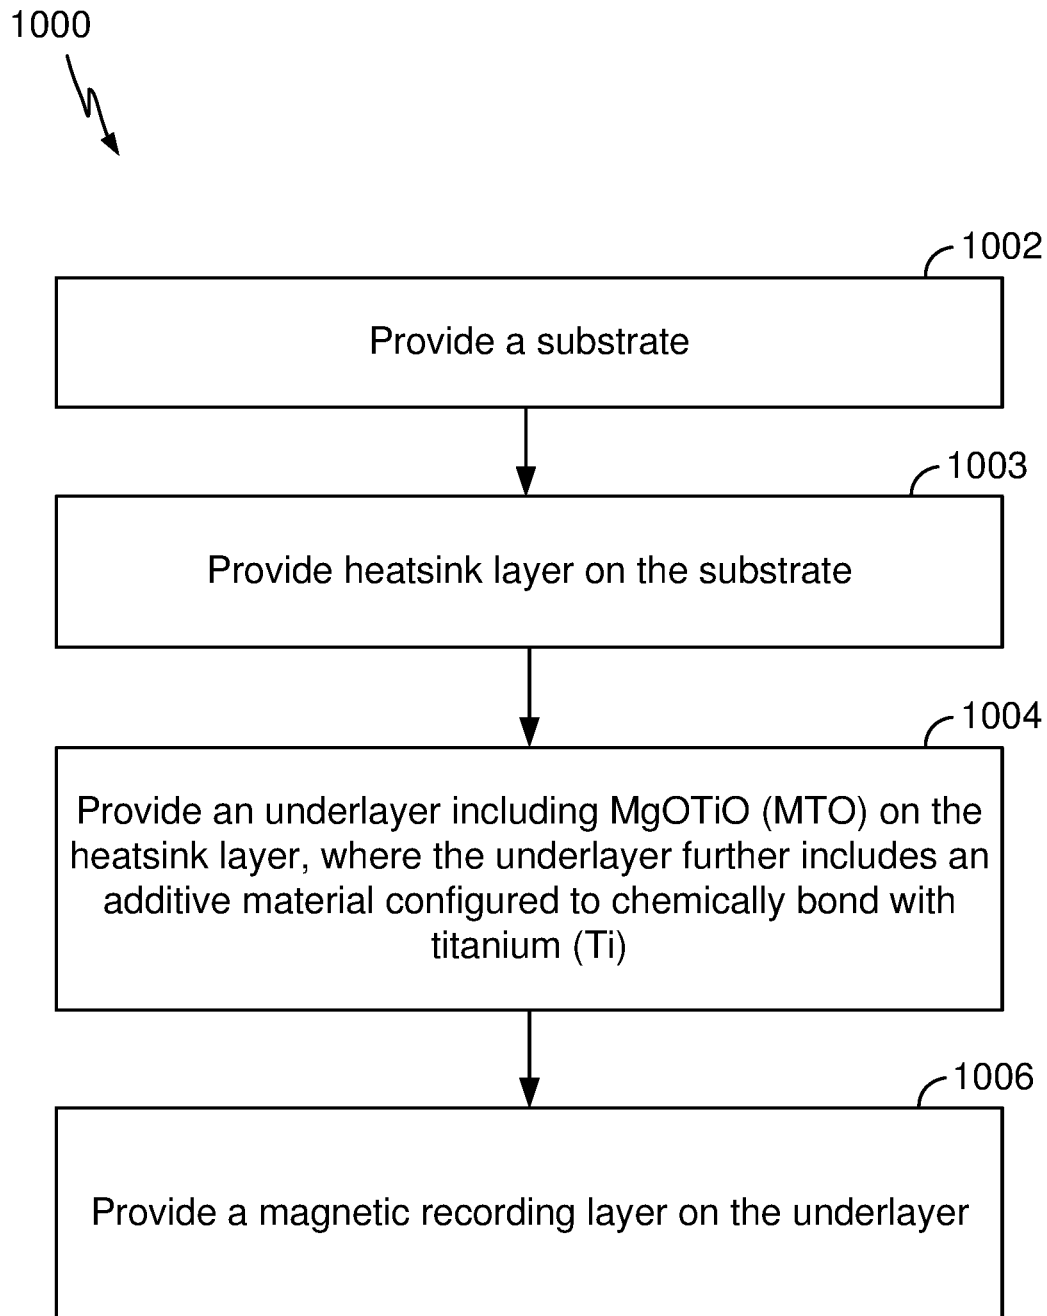 1000
1002
Provide a substrate
1003
Provide heatsink layer on the substrate
1004
Provide an underlayer including MgOTiO (MTO) on the
heatsink layer, where the underlayer further includes an
additive material configured to chemically bond with
titanium (Ti)
1006
Provide a magnetic recording layer on the underlayer